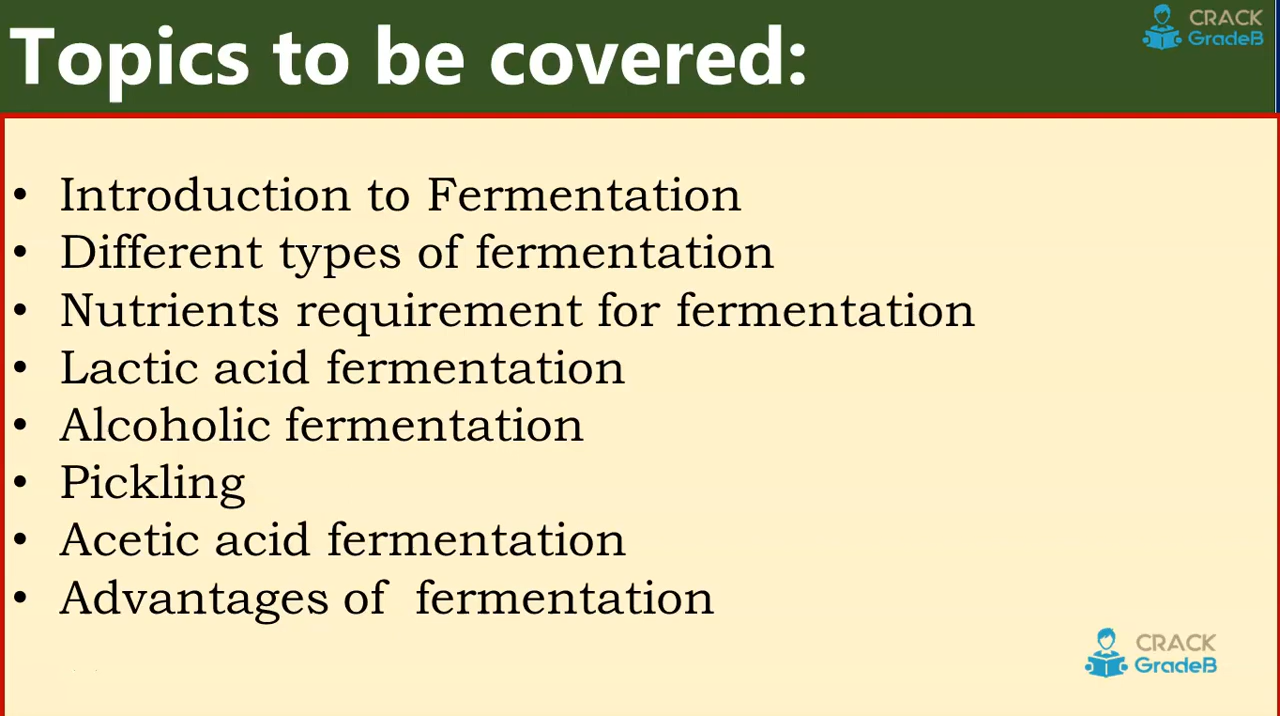 Topics to be covered:
CRACK
GradeB
• Introduction to Fermentation
• Different types of fermentation
• Nutrients requirement for fermentation
• Lactic acid fermentation
• Alcoholic fermentation
• Pickling
• Acetic acid fermentation
• Advantages of  fermentation
CRACK
GradeB